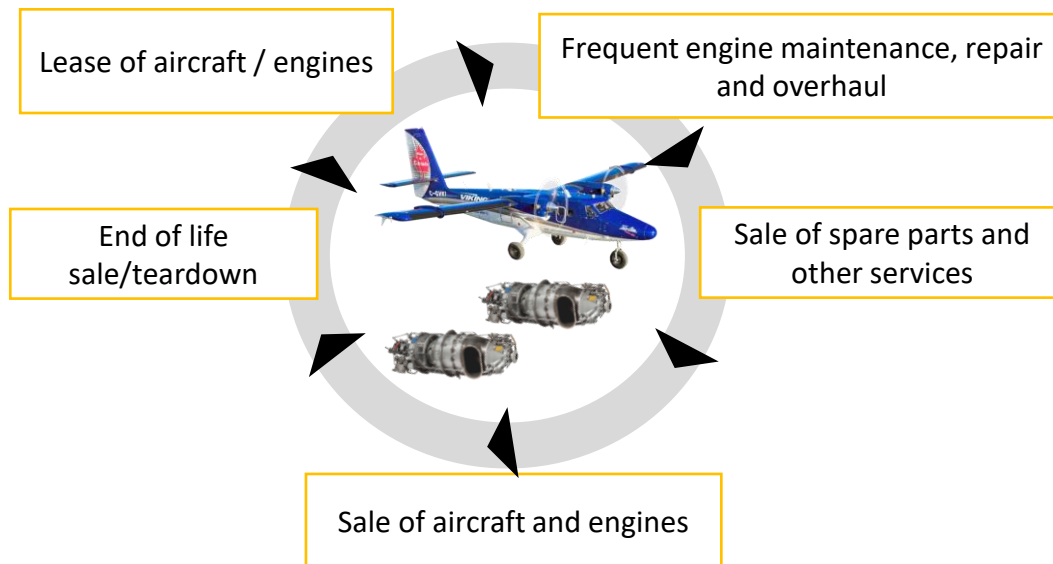 Lease of aircraft / engines
Frequent engine maintenance, repair
and overhaul
End of life
sale/teardown
Sale of spare parts and
other services
VIKING
Sale of aircraft and engines